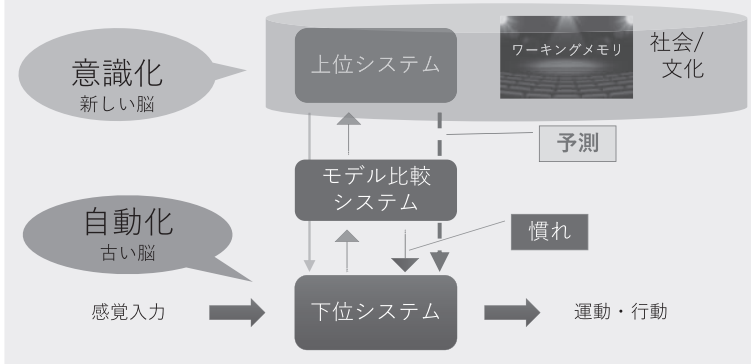 意識化
新しい脳
上位システム
ワーキングメモリ
社会/
文化
予測
モデル比較
システム
自動化
古い脳
慣れ
感覚入力
下位システム
運動・行動